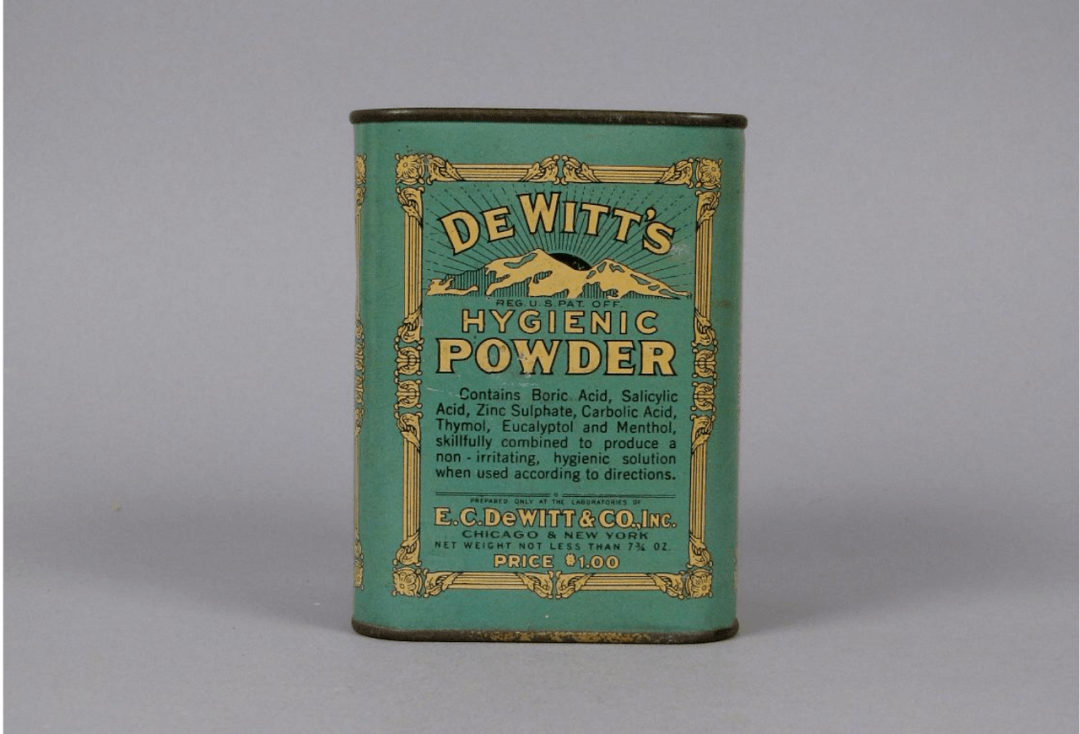 DEWITT'S
REG. U.S. PAT. OFF.
HYGIENIC
POWDER
Contains Boric Acid, Salicylic
Acid, Zinc Sulphate, Carbolic Acid,
Thymol, Eucalyptol and Menthol,
skillfully combined to produce a
non-irritating, hygienic solution
when used according to directions.
PREPARED ONLY AT THE LABORATORIES OF
E.C.DeWITT & CO., INC.
CHICAGO & NEW YORK
NET WEIGHT NOT LESS THAN 7¾ OZ.
PRICE $1.00